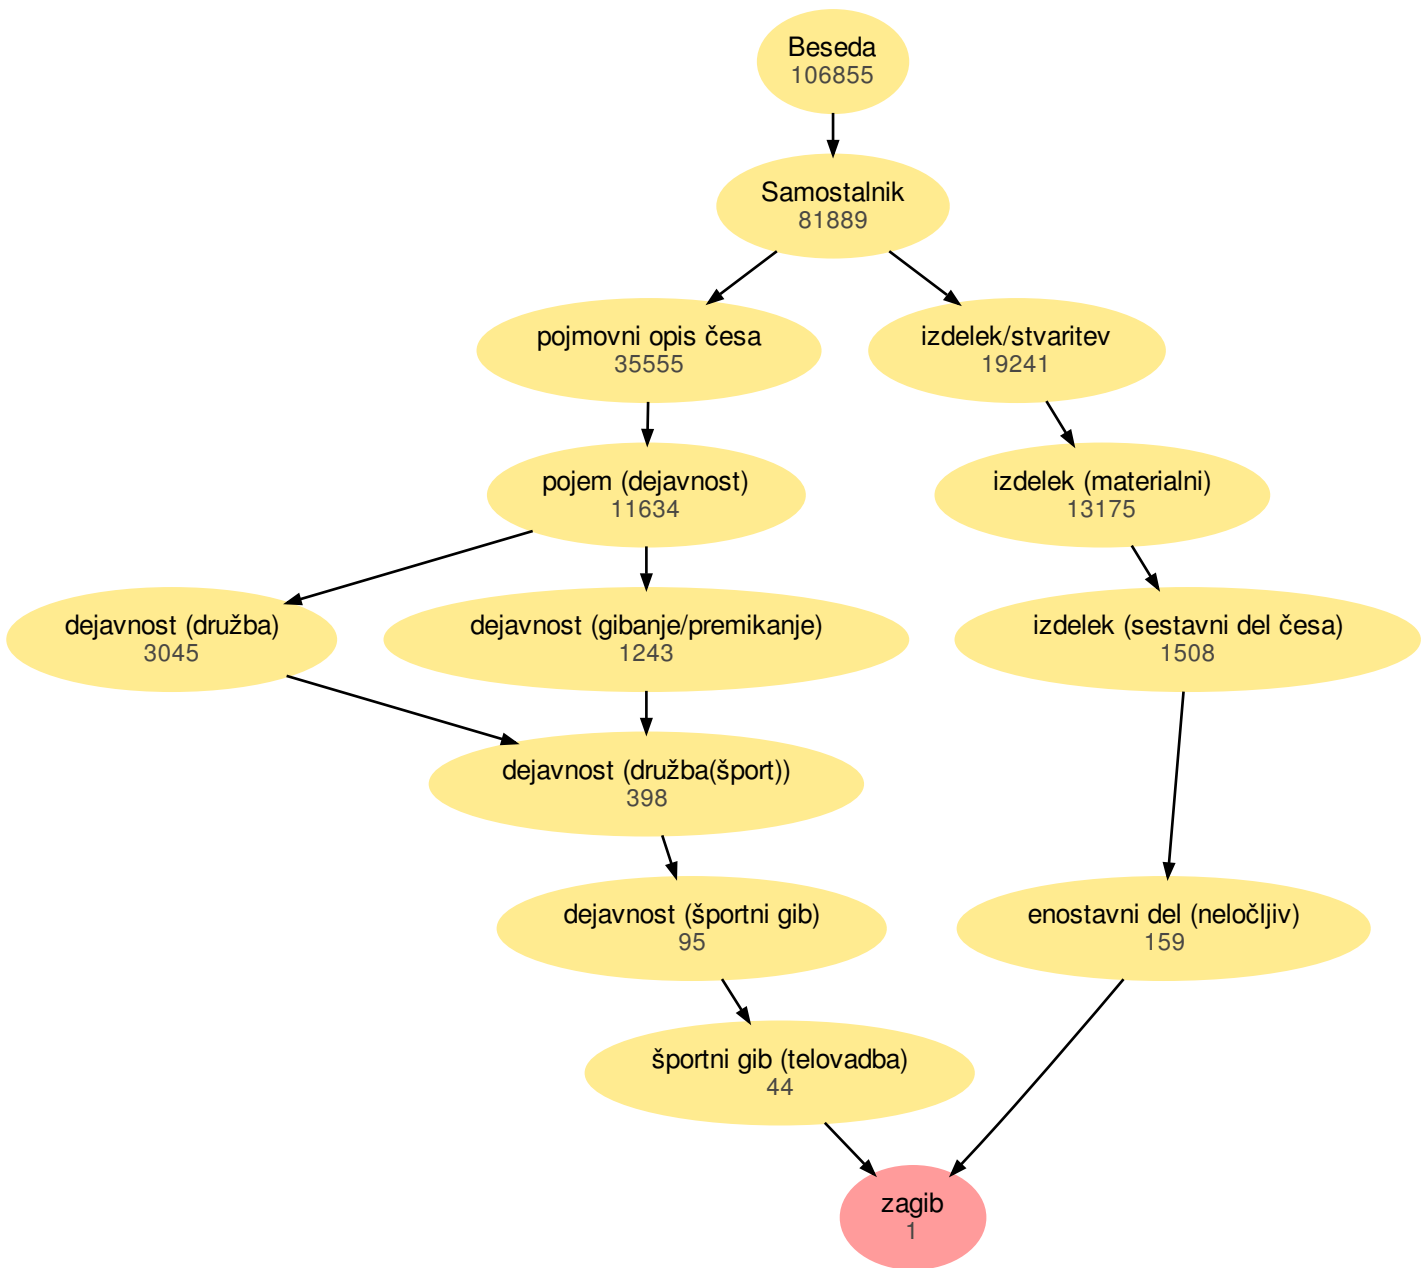 Beseda
106855
Samostalnik
81889
pojmovni opis česa
35555
izdelek/stvaritev
19241
pojem (dejavnost)
11634
izdelek (materialni)
13175
dejavnost (družba)
3045
dejavnost (gibanje/premikanje)
1243
izdelek (sestavni del česa)
1508
dejavnost (družba(šport))
398
dejavnost (športni gib)
95
enostavni del (neločljiv)
159
športni gib (telovadba)
44
zagib
1